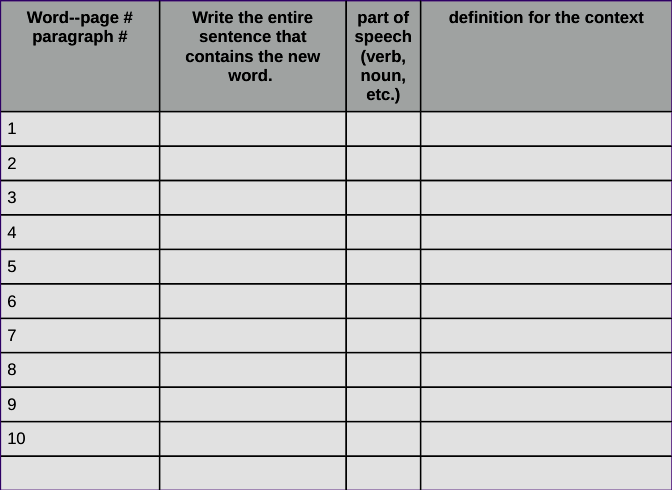 Word--page #
paragraph #
Write the entire
sentence that
contains the new
word.
part of
speech
(verb,
noun,
etc.)
definition for the context
1
2
3
4
5
6
7
8
9
10